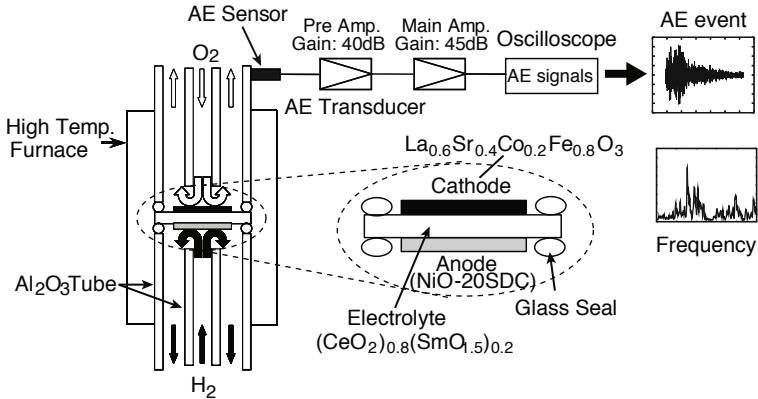 AE Sensor
Pre Amp.
Gain: 40dB
Main Amp.
Gain: 45dB
Oscilloscope
AE event
O₂
AE signals
AE Transducer
High Temp.
Furnace
La₀.₆Sr₀.₄Co₀.₂Fe₀.₈O₃
Cathode
Frequency
Anode
(NiO-20SDC)
Al₂O₃Tube
Glass Seal
Electrolyte
(CeO₂)₀.₈(SmO₁.₅)₀.₂
H₂